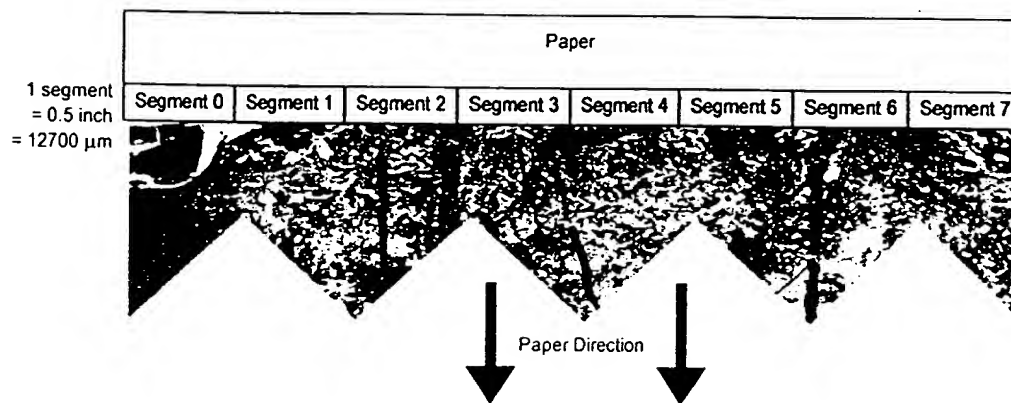 Paper
1 segment
= 0.5 inch
= 12700 µm
Segment 0 Segment 1 Segment 2 Segment 3 Segment 4 Segment 5 Segment 6 Segment 7
Paper Direction